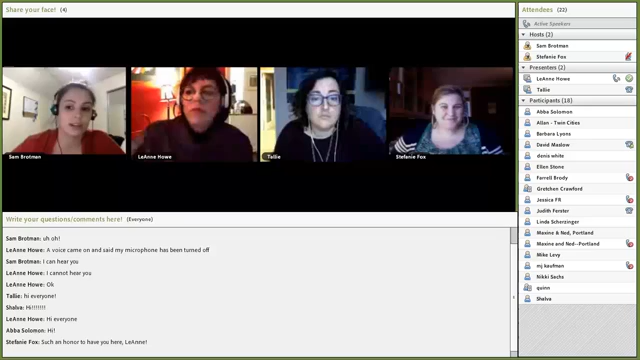 Share your face! (4)
Sam Brotman
LeAnne Howe
Tallie
Stefanie Fox
Write your questions/comments here! (Everyone)
Sam Brotman: uh oh!
LeAnne Howe: A voice came on and said my microphone has been turned off
Sam Brotman: I can hear you
LeAnne Howe: I cannot hear you
LeAnne Howe: Ok
Tallie: hi everyone!
Shalva: Hi!!!!!!!
LeAnne Howe: Hi everyone
Abba Solomon: Hi!
Stefanie Fox: Such an honor to have you here, LeAnne!
Attendees (22)
Active Speakers
Hosts (2)
Sam Brotman
Stefanie Fox
Presenters (2)
LeAnne Howe
Tallie
Participants (18)
Abba Solomon
Allan - Twin Cities
Barbara Lyons
David Maslow
denis white
Ellen Stone
Farrell Brody
Gretchen Crawford
Jessica FR
Judith Ferster
Linda Scherzinger
Maxine & Ned, Portland
Maxine and Ned--Portland
Mike Levy
mj kaufman
Nikki Sachs
quinn
Shalva